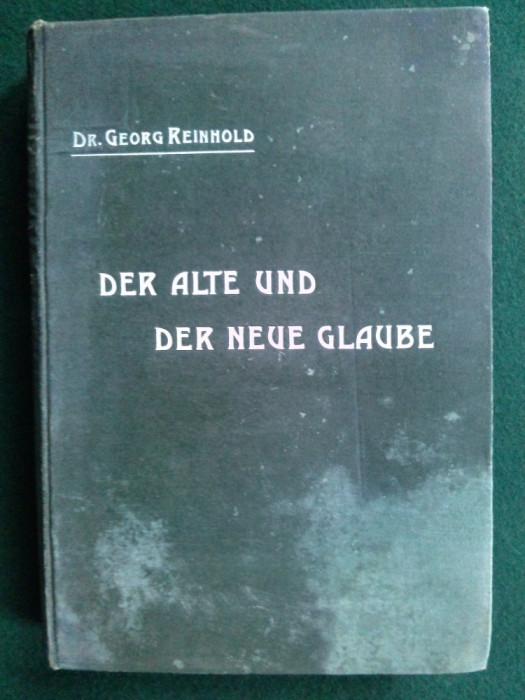 DR. GEORG REINHOLD
DER ALTE UND
DER NEUE GLAUBE